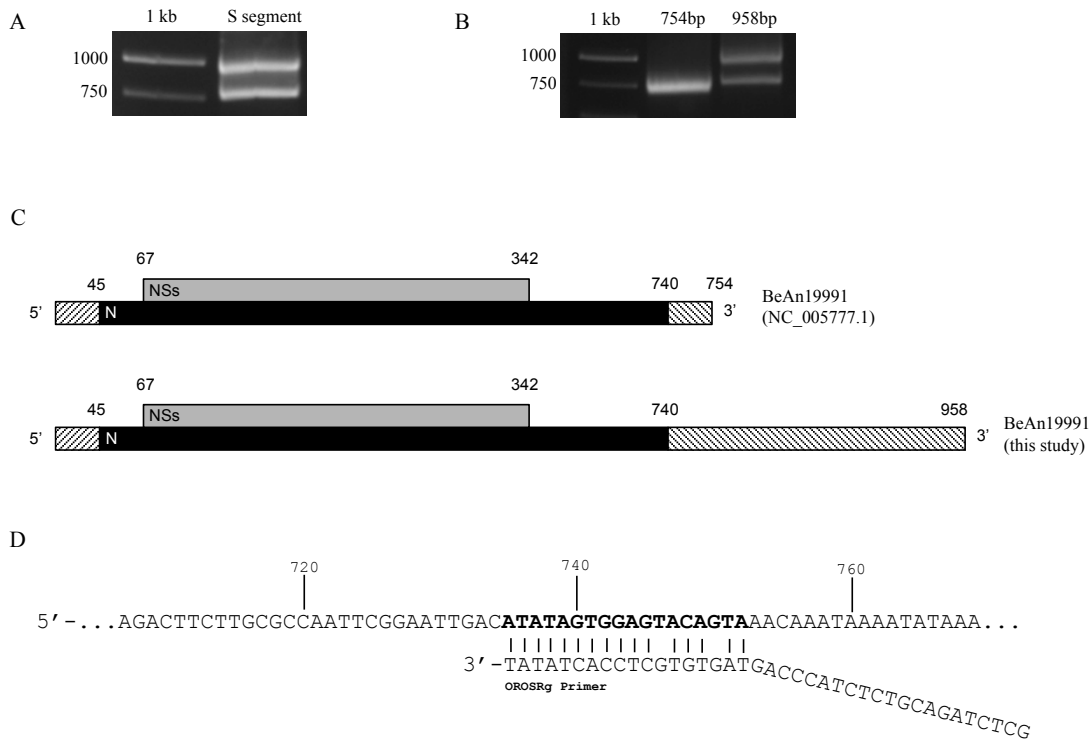 A
1 kb S segment
1000
750
B
1 kb 754bp 958bp
1000
750
C
67 342
45 740 754
NSs
5’ N 3’
BeAn19991
(NC_005777.1)
67 342
45 740 958
NSs
5’ N 3’
BeAn19991
(this study)
D
720 740 760
5’-...AGACTTCTTGCGCCAATTCGGAATTGACATATAGTGGAGTACAGTAAACAAATAAAATATAAA...
3’-TATATCACCTCGTGTGATGACCCATCTCTGCAGATCTCG
OROSRg Primer